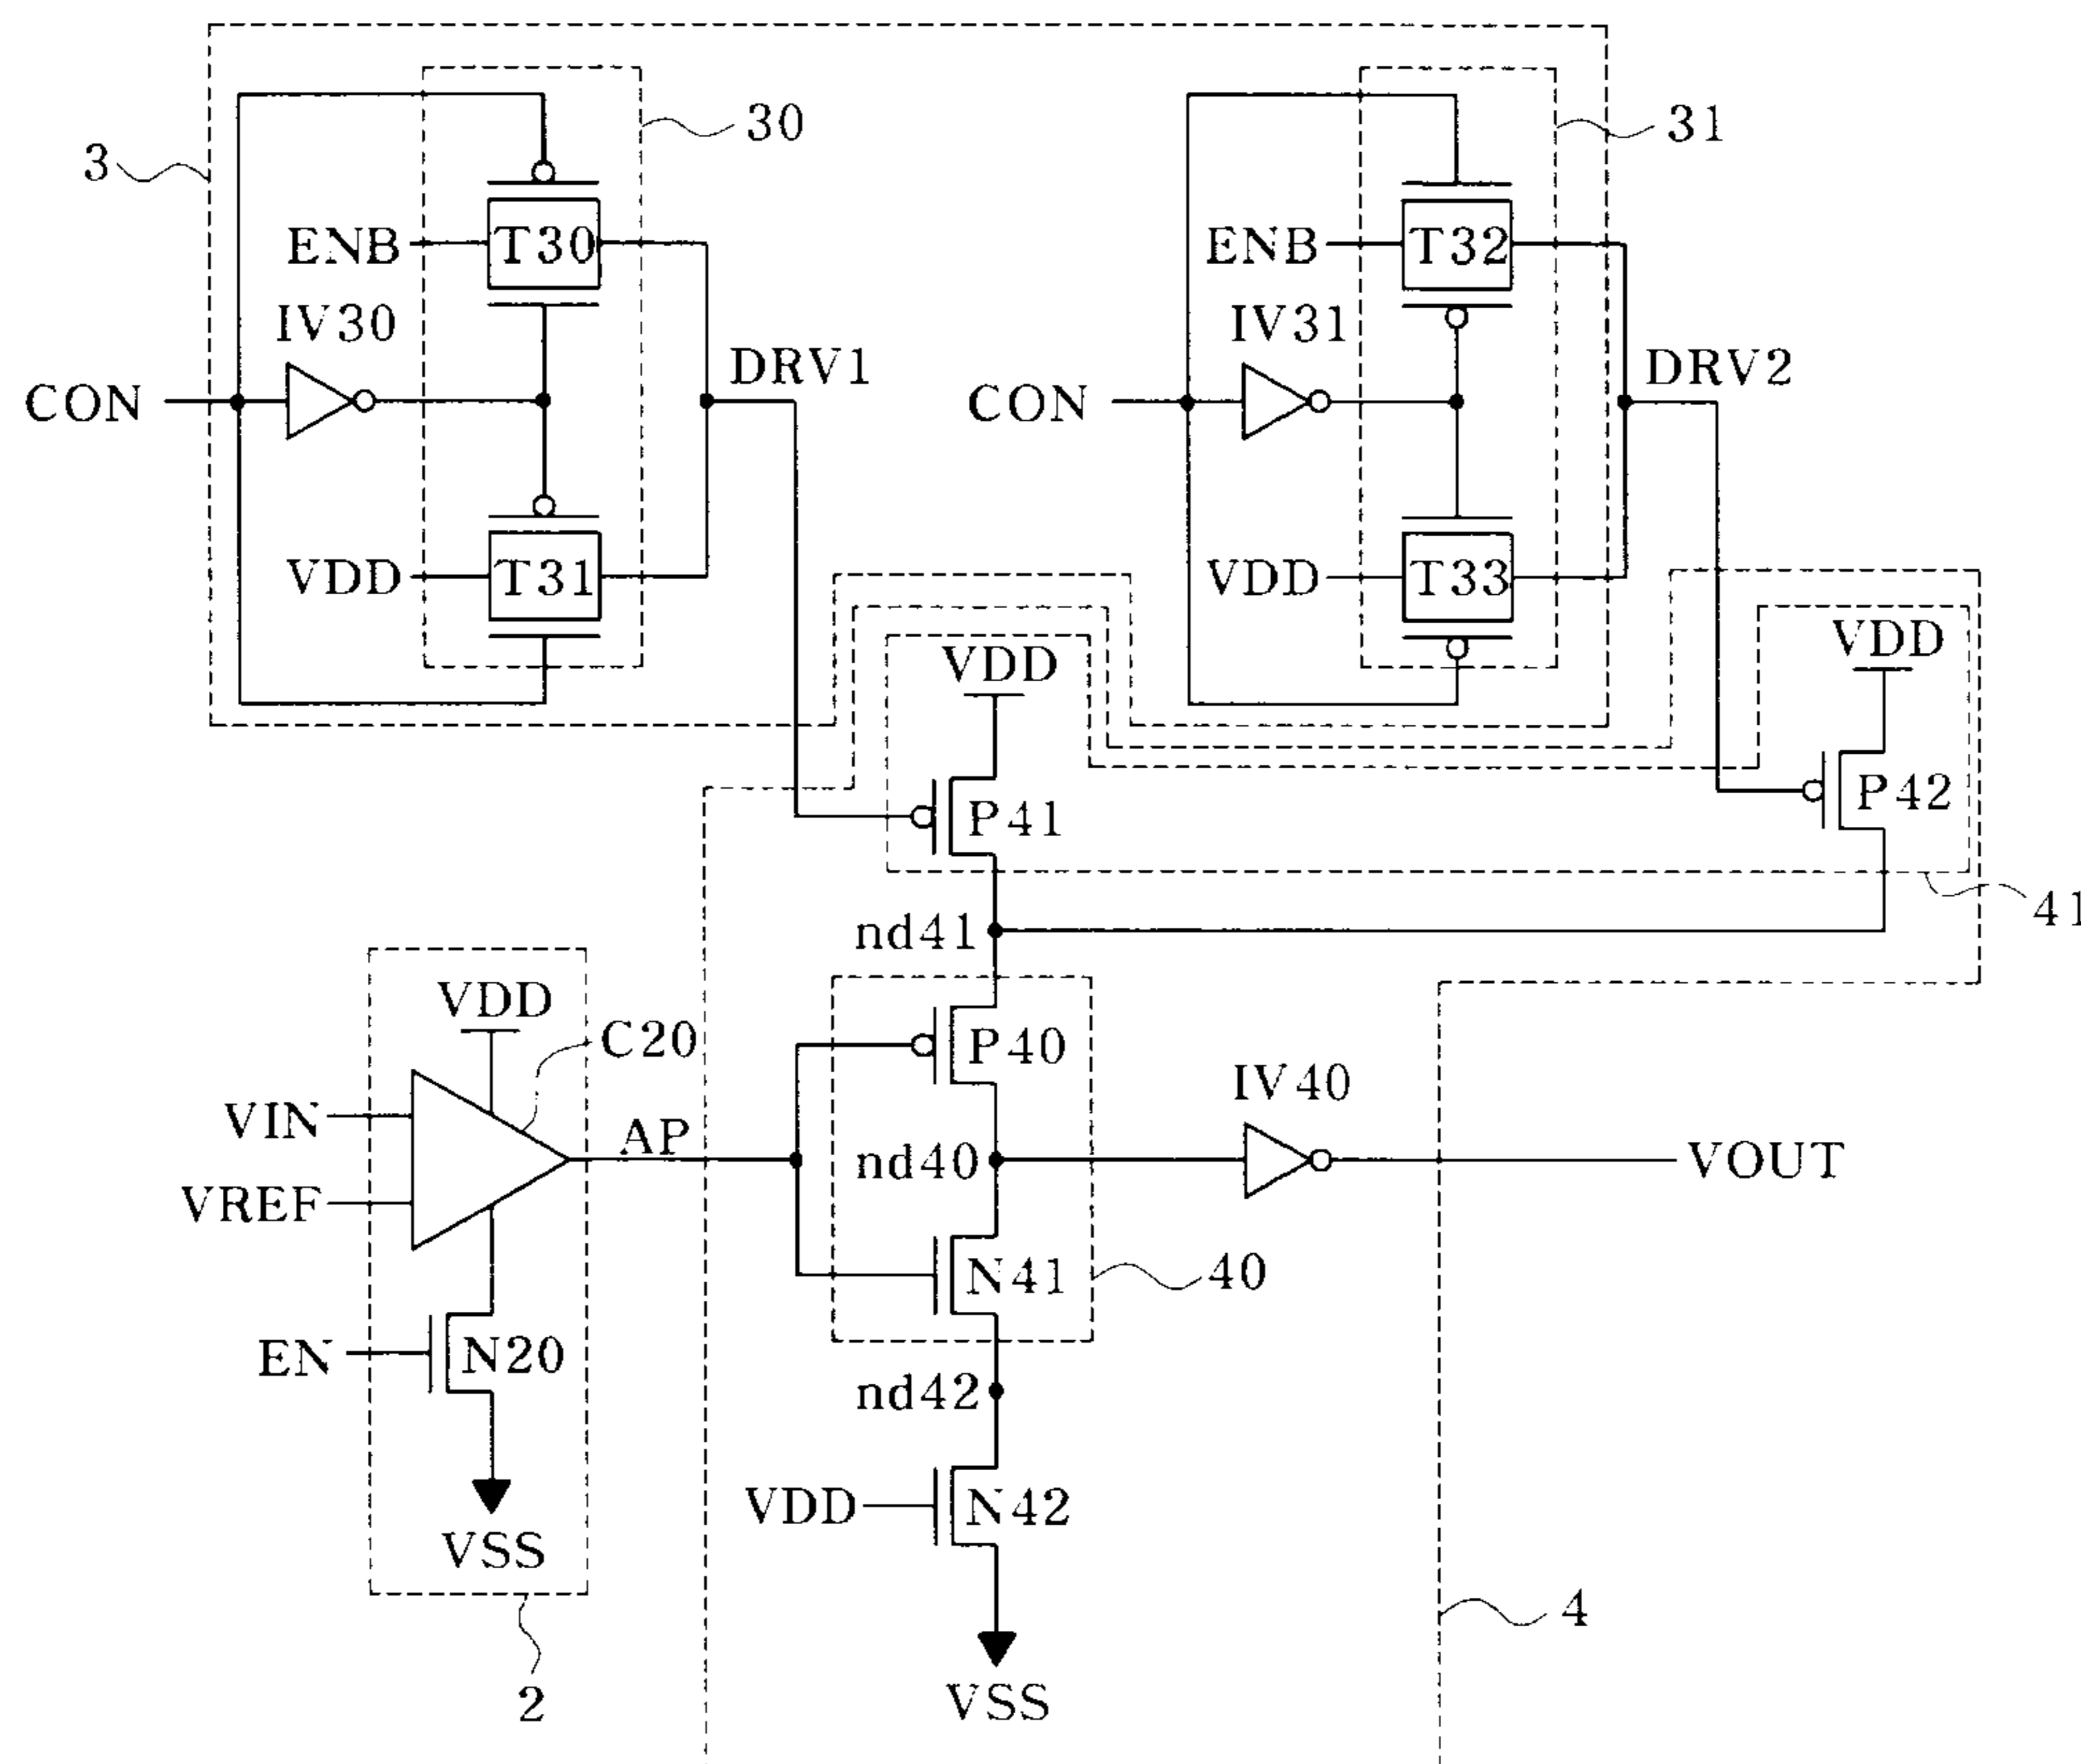 30
31
3
ENB
T30
ENB
T32
IV30
IV31
CON
DRV1
CON
DRV2
VDD
T31
VDD
T33
VDD
VDD
P41
P42
41
nd41
VDD
C20
P40
IV40
VIN
AP
nd40
VOUT
VREF
N41
40
EN
N20
nd42
VDD
N42
VSS
4
2
VSS